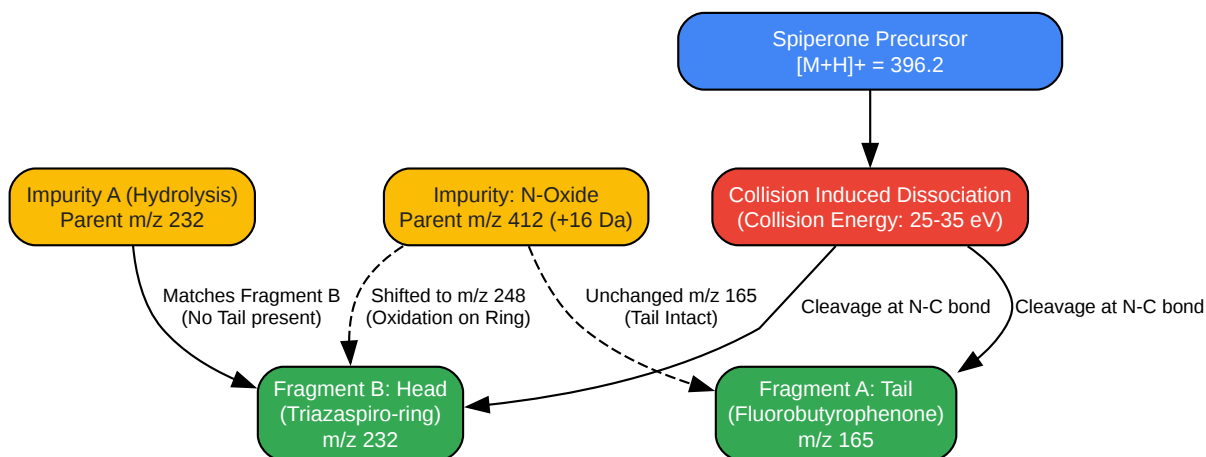 Spiperone Precursor
[M+H]+ = 396.2
Impurity A (Hydrolysis)
Parent m/z 232
Impurity: N-Oxide
Parent m/z 412 (+16 Da)
Collision Induced Dissociation
(Collision Energy: 25-35 eV)
Matches Fragment B
(No Tail present)
Shifted to m/z 248
(Oxidation on Ring)
Unchanged m/z 165
(Tail Intact)
Cleavage at N-C bond
Cleavage at N-C bond
Fragment B: Head
(Triazaspiro-ring)
m/z 232
Fragment A: Tail
(Fluorobutyrophenone)
m/z 165